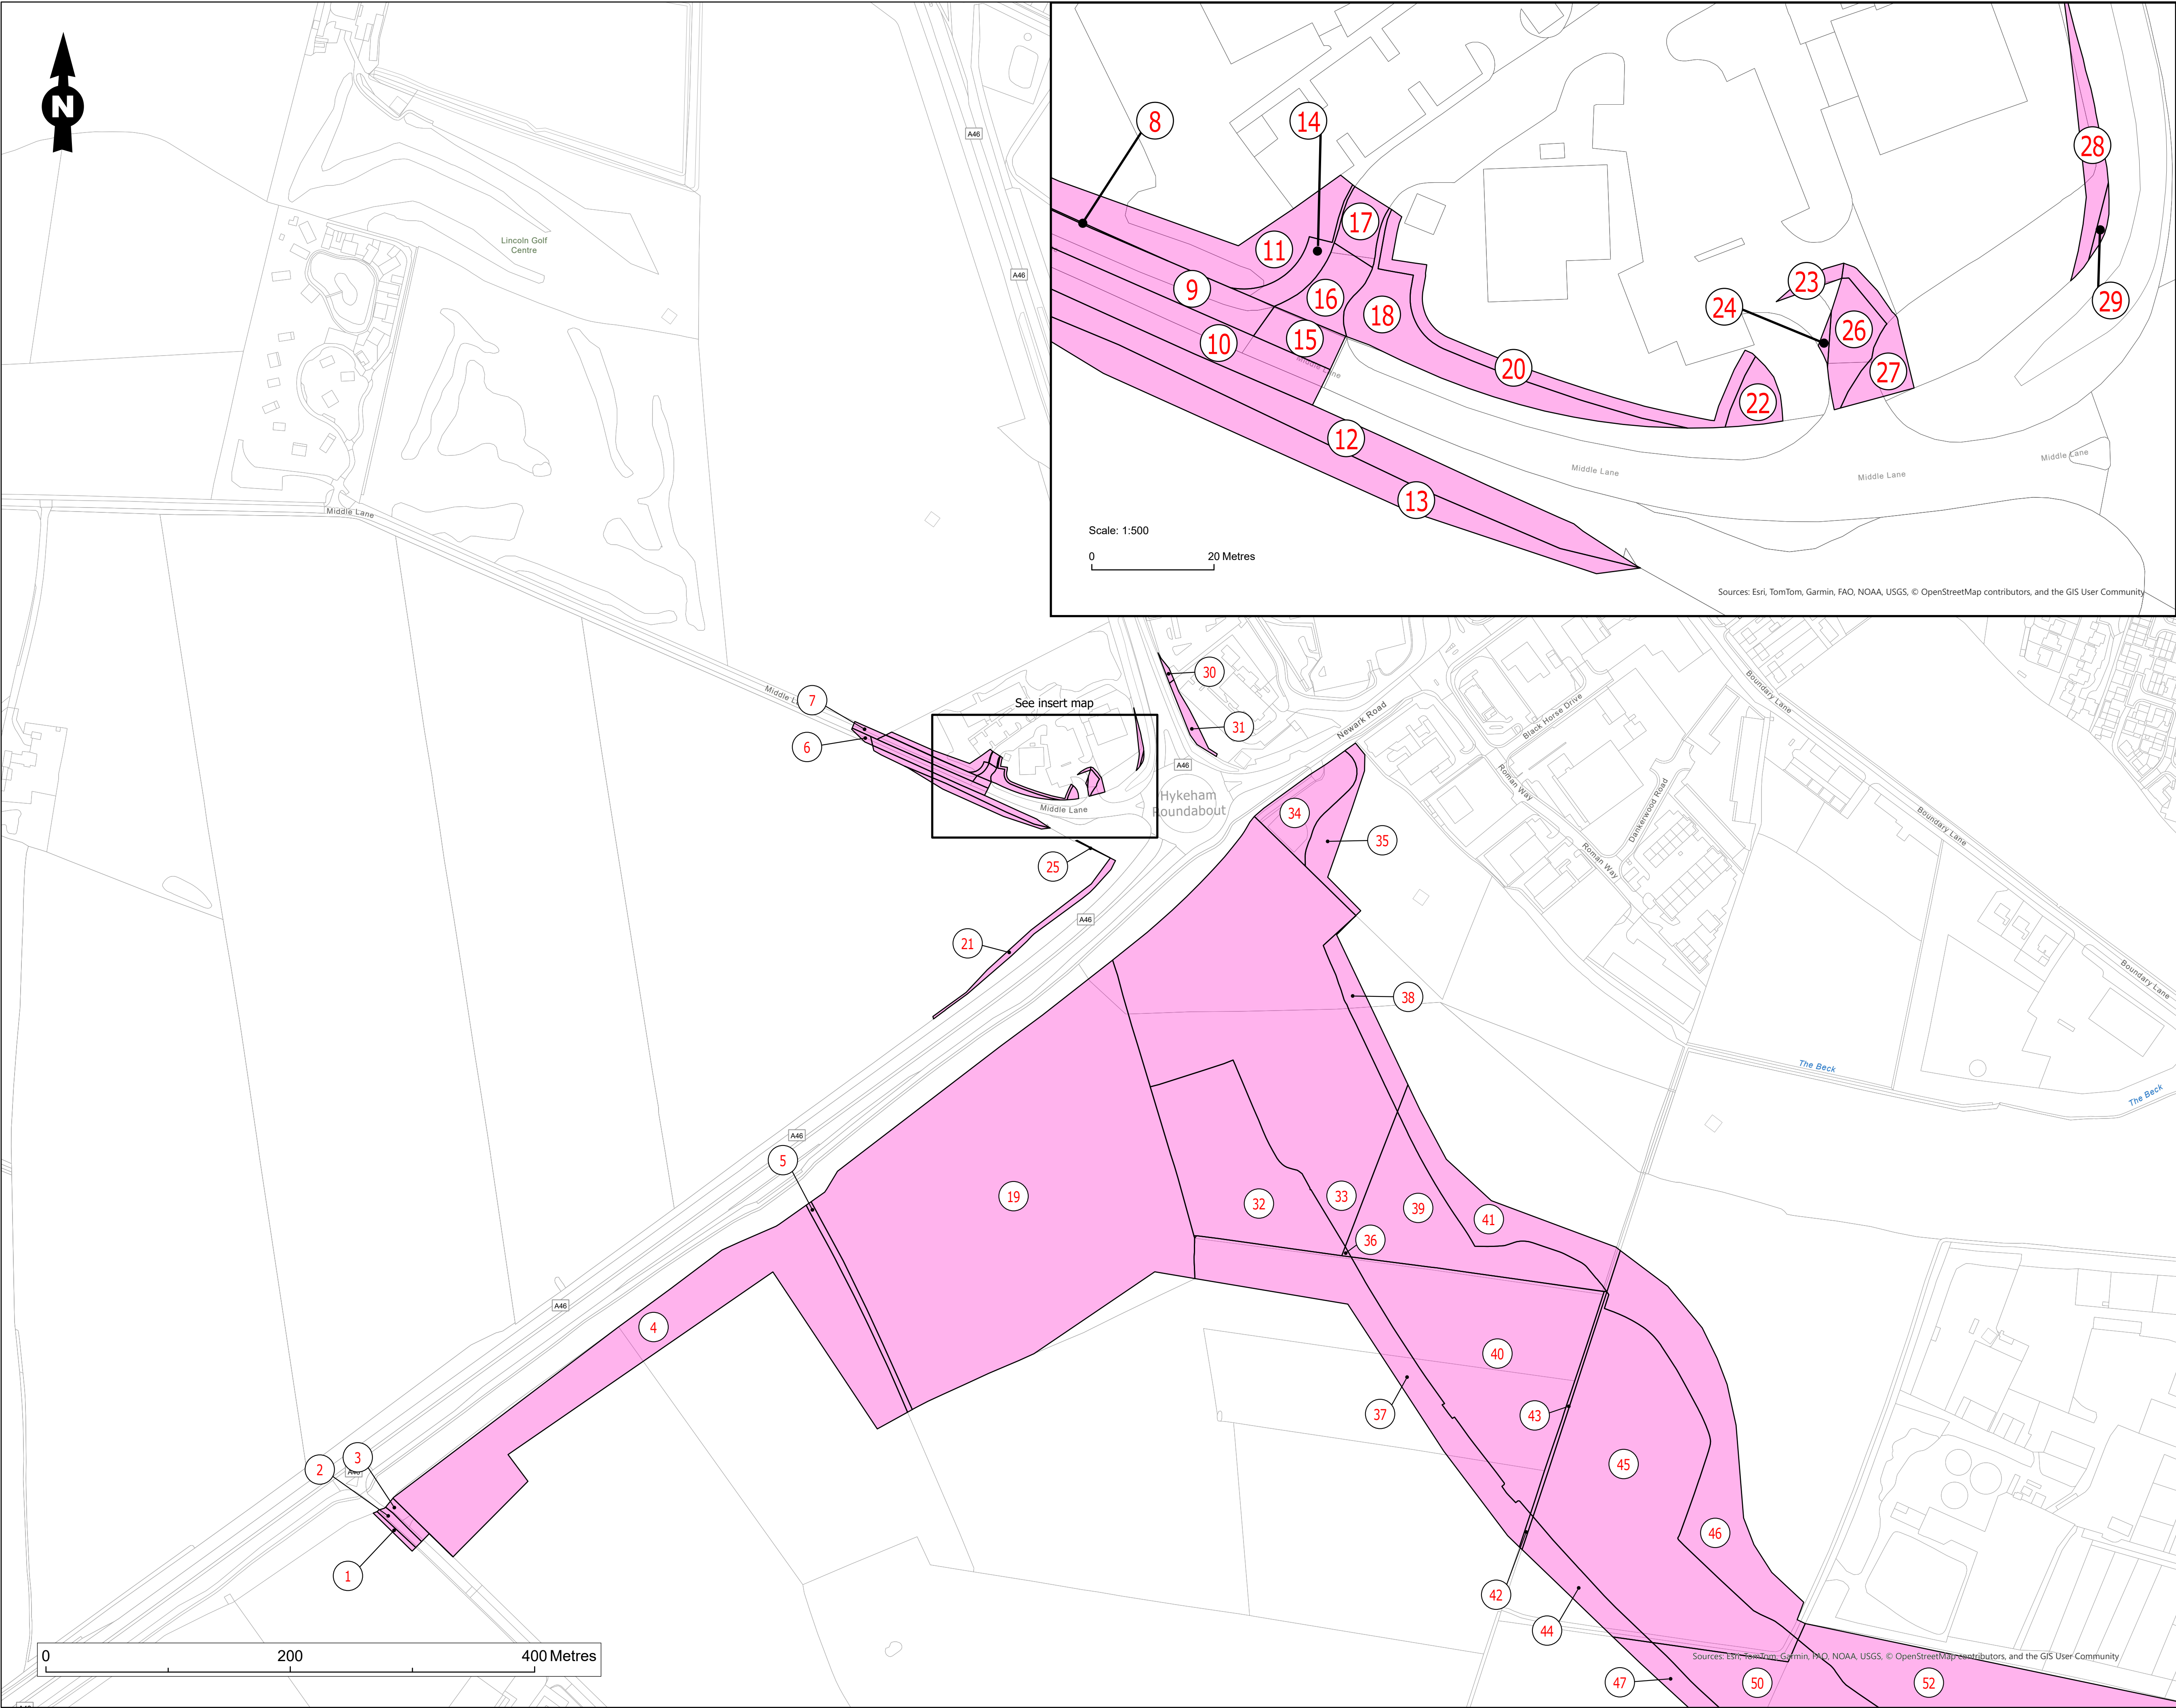 N
Lincoln Golf
Centre
A46
A46
8
14
17
11
9
16
18
10
15
Middle Lane
20
12
13
23
24
26
27
22
28
29
Middle Lane
Middle Lane
Middle Lane
Scale: 1:500
0 20 Metres
Sources: Esri, TomTom, Garmin, FAO, NOAA, USGS, © OpenStreetMap contributors, and the GIS User Community
Middle Lane
Middle L
7
6
See insert map
30
31
A46
Hykeham
Roundabout
Middle Lane
Newark Road
Black Horse Drive
Roman Way
Dankerwood Road
Roman Way
Boundary Lane
Boundary Lane
Boundary Lane
34
35
25
21
A46
38
The Beck
The Beck
A46
5
19
32
33
39
41
36
4
A46
40
37
43
45
46
2
3
1
42
44
47
50
52
0 200 400 Metres
Sources: Esri, TomTom, Garmin, FAO, NOAA, USGS, © OpenStreetMap contributors, and the GIS User Community